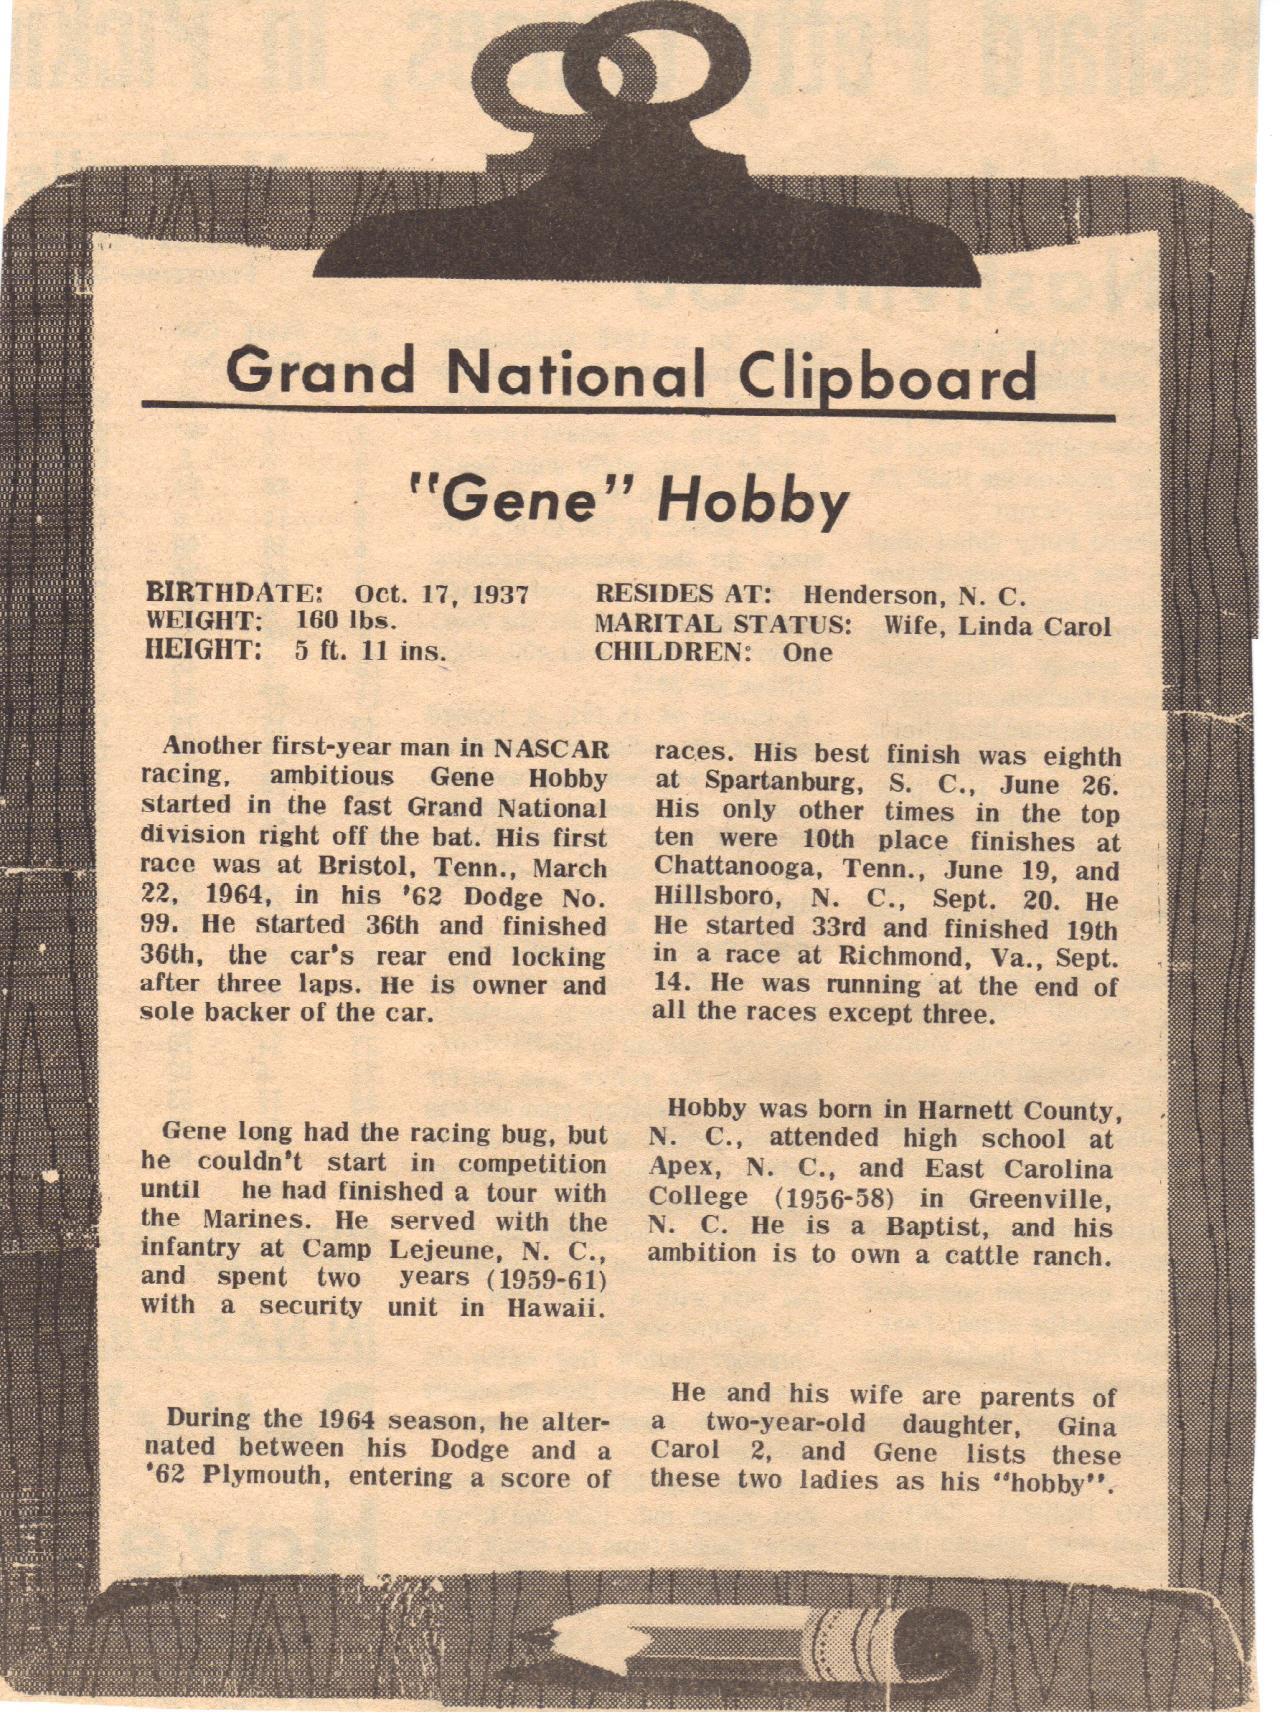 Grand National Clipboard
"Gene" Hobby
BIRTHDATE: Oct. 17, 1937
WEIGHT: 160 lbs.
HEIGHT: 5 ft. 11 ins.
RESIDES AT: Henderson, N. C.
MARITAL STATUS: Wife, Linda Carol
CHILDREN: One
Another first-year man in NASCAR
racing, ambitious Gene Hobby
started in the fast Grand National
division right off the bat. His first
race was at Bristol, Tenn., March
22, 1964, in his '62 Dodge No.
99. He started 36th and finished
36th, the car's rear end locking
after three laps. He is owner and
sole backer of the car.
Gene long had the racing bug, but
he couldn't start in competition
until he had finished a tour with
the Marines. He served with the
infantry at Camp Lejeune, N. C.,
and spent two years (1959-61)
with a security unit in Hawaii.
During the 1964 season, he alter-
nated between his Dodge and a
'62 Plymouth, entering a score of
races. His best finish was eighth
at Spartanburg, S. C., June 26.
His only other times in the top
ten were 10th place finishes at
Chattanooga, Tenn., June 19, and
Hillsboro, N. C., Sept. 20. He
He started 33rd and finished 19th
in a race at Richmond, Va., Sept.
14. He was running at the end of
all the races except three.
Hobby was born in Harnett County,
N. C., attended high school at
Apex, N. C., and East Carolina
College (1956-58) in Greenville,
N. C. He is a Baptist, and his
ambition is to own a cattle ranch.
He and his wife are parents of
a two-year-old daughter, Gina
Carol 2, and Gene lists these
these two ladies as his "hobby".